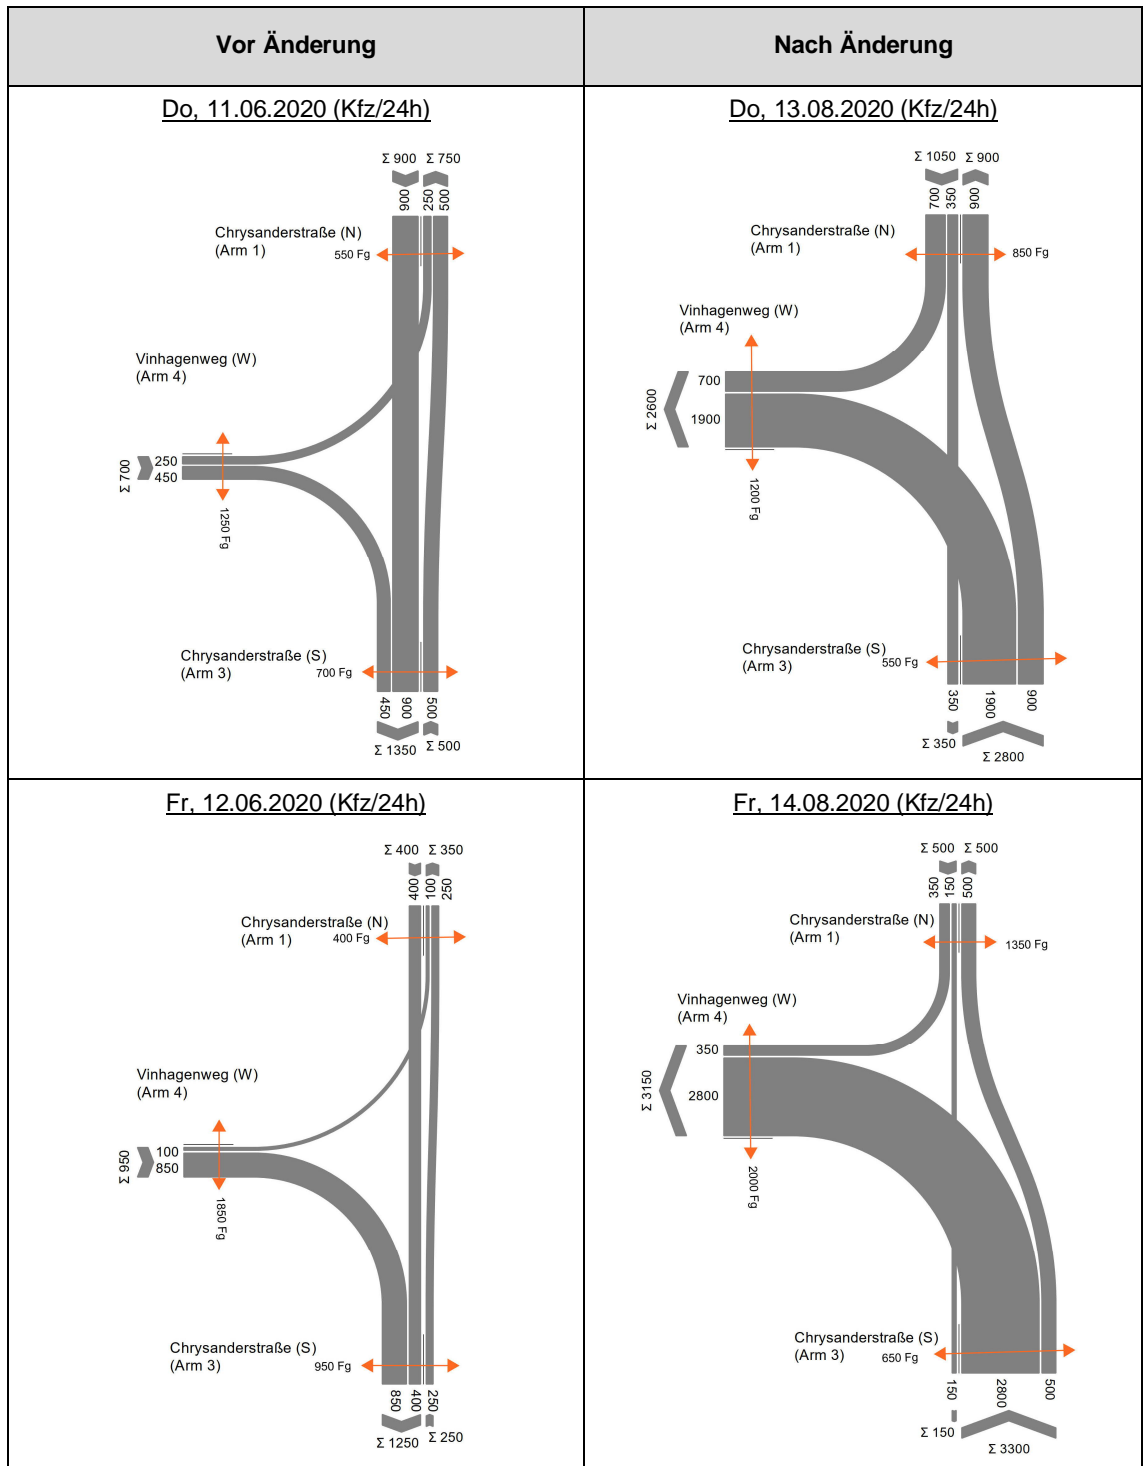 Vor Änderung
Nach Änderung
Do, 11.06.2020 (Kfz/24h)
Σ 900 Σ 750
900 250 500
Chrysanderstraße (N)
(Arm 1)
550 Fg
Vinhagenweg (W)
(Arm 4)
Σ 700
250
450
1250 Fg
Chrysanderstraße (S)
(Arm 3)
700 Fg
450 900 500
Σ 1350 Σ 500
Do, 13.08.2020 (Kfz/24h)
Σ 1050 Σ 900
700 350 900
Chrysanderstraße (N)
(Arm 1)
850 Fg
Vinhagenweg (W)
(Arm 4)
Σ 2600
700
1900
1200 Fg
Chrysanderstraße (S)
(Arm 3)
550 Fg
350 1900 900
Σ 350
Σ 2800
Fr, 12.06.2020 (Kfz/24h)
Σ 400 Σ 350
400 100 250
Chrysanderstraße (N)
(Arm 1)
400 Fg
Vinhagenweg (W)
(Arm 4)
Σ 950
100
850
1850 Fg
Chrysanderstraße (S)
(Arm 3)
950 Fg
850 400 250
Σ 1250 Σ 250
Fr, 14.08.2020 (Kfz/24h)
Σ 500 Σ 500
350 150 500
Chrysanderstraße (N)
(Arm 1)
1350 Fg
Vinhagenweg (W)
(Arm 4)
Σ 3150
350
2800
2000 Fg
Chrysanderstraße (S)
(Arm 3)
650 Fg
150 2800 500
Σ 150
Σ 3300